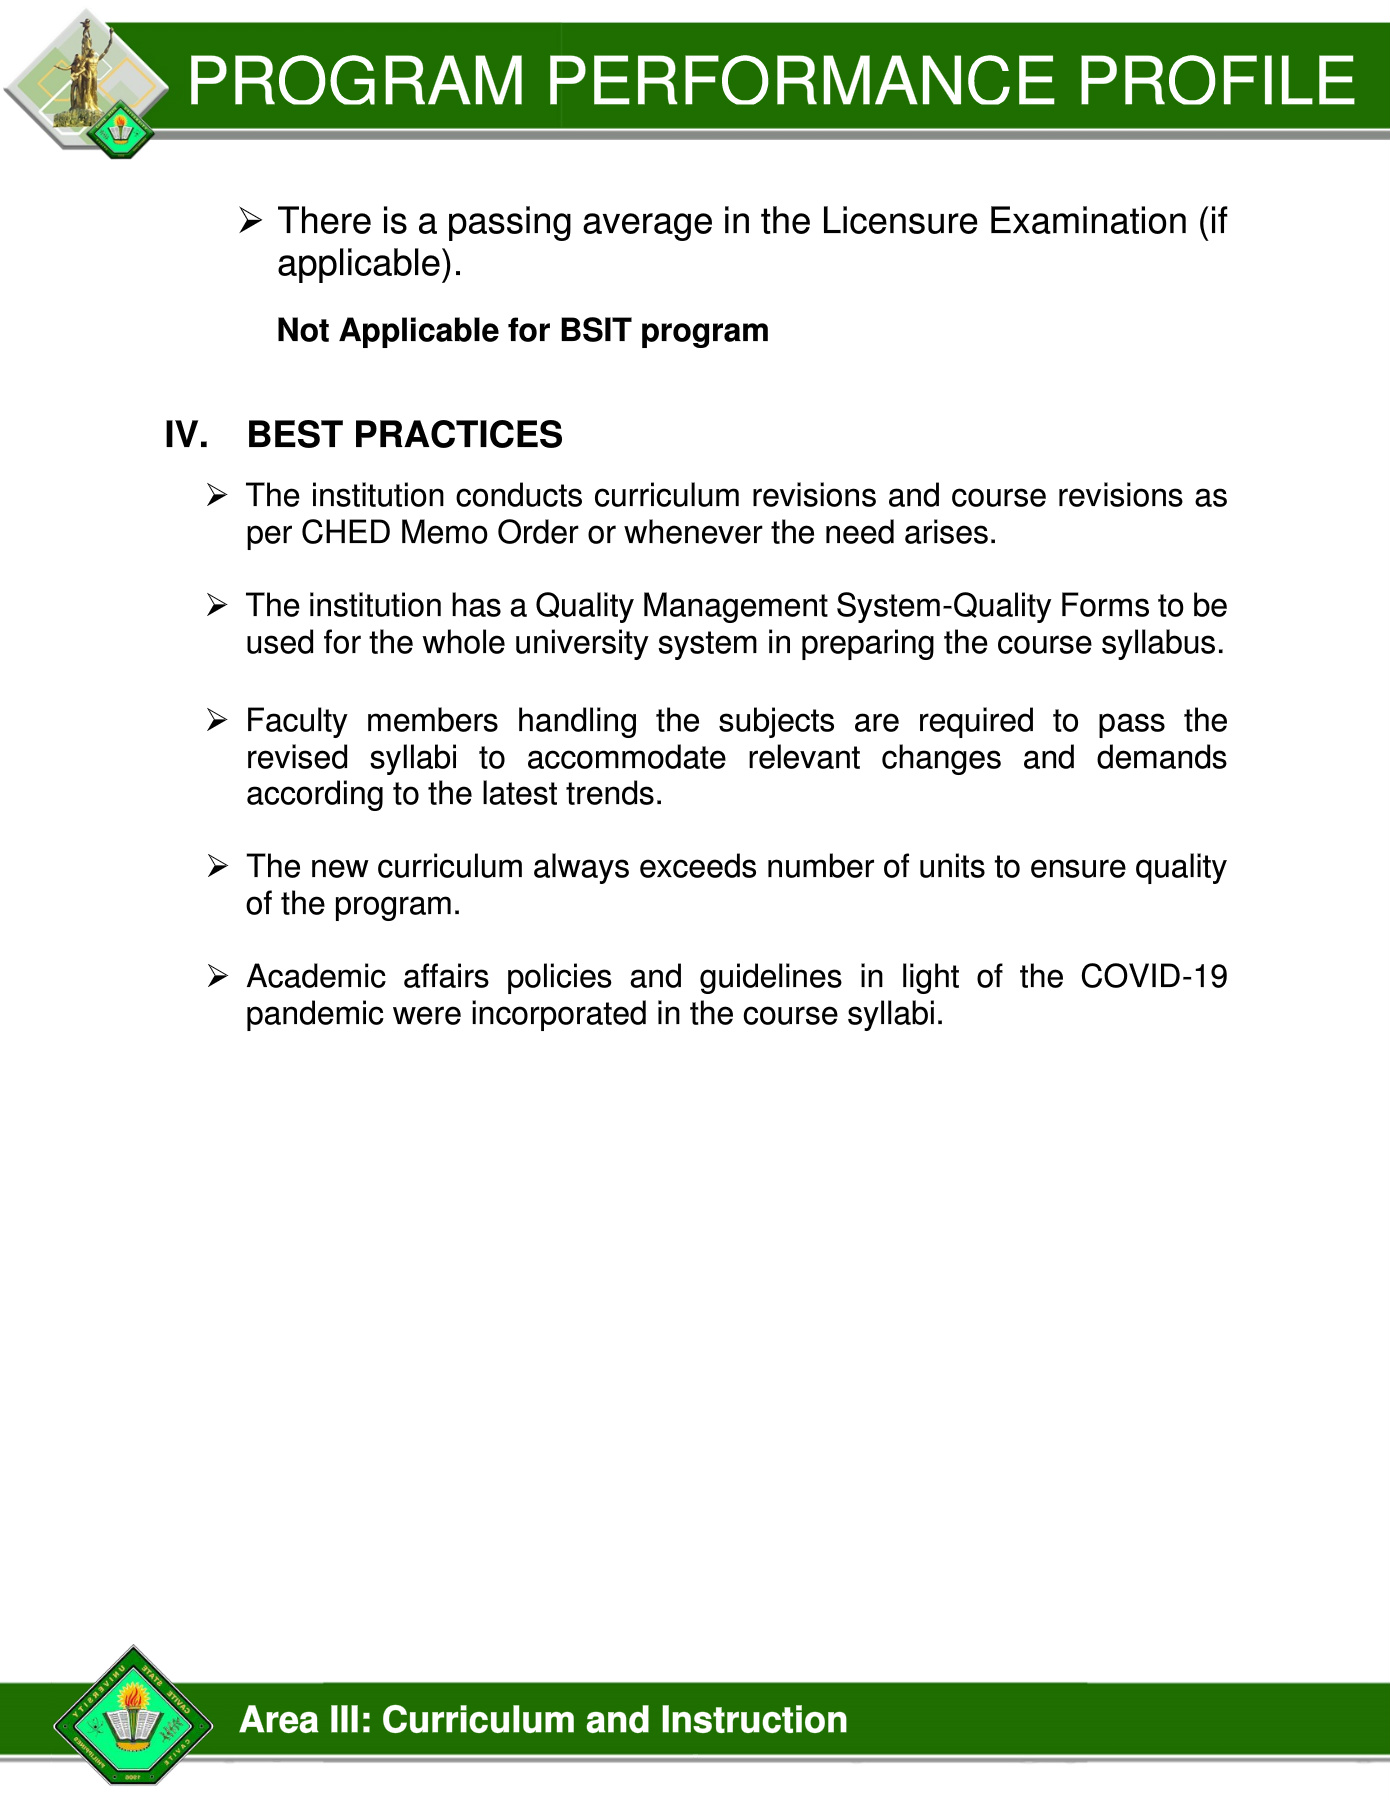 PROGRAM PERFORMANCE PROFILE
➢ There is a passing average in the Licensure Examination (if
applicable).
Not Applicable for BSIT program
IV. BEST PRACTICES
➢ The institution conducts curriculum revisions and course revisions as
per CHED Memo Order or whenever the need arises.
➢ The institution has a Quality Management System-Quality Forms to be
used for the whole university system in preparing the course syllabus.
➢ Faculty members handling the subjects are required to pass the
revised syllabi to accommodate relevant changes and demands
according to the latest trends.
➢ The new curriculum always exceeds number of units to ensure quality
of the program.
➢ Academic affairs policies and guidelines in light of the COVID-19
pandemic were incorporated in the course syllabi.
CAVITE STATE UNIVERSITY
CAVITE
PHILIPPINES
Area III: Curriculum and Instruction